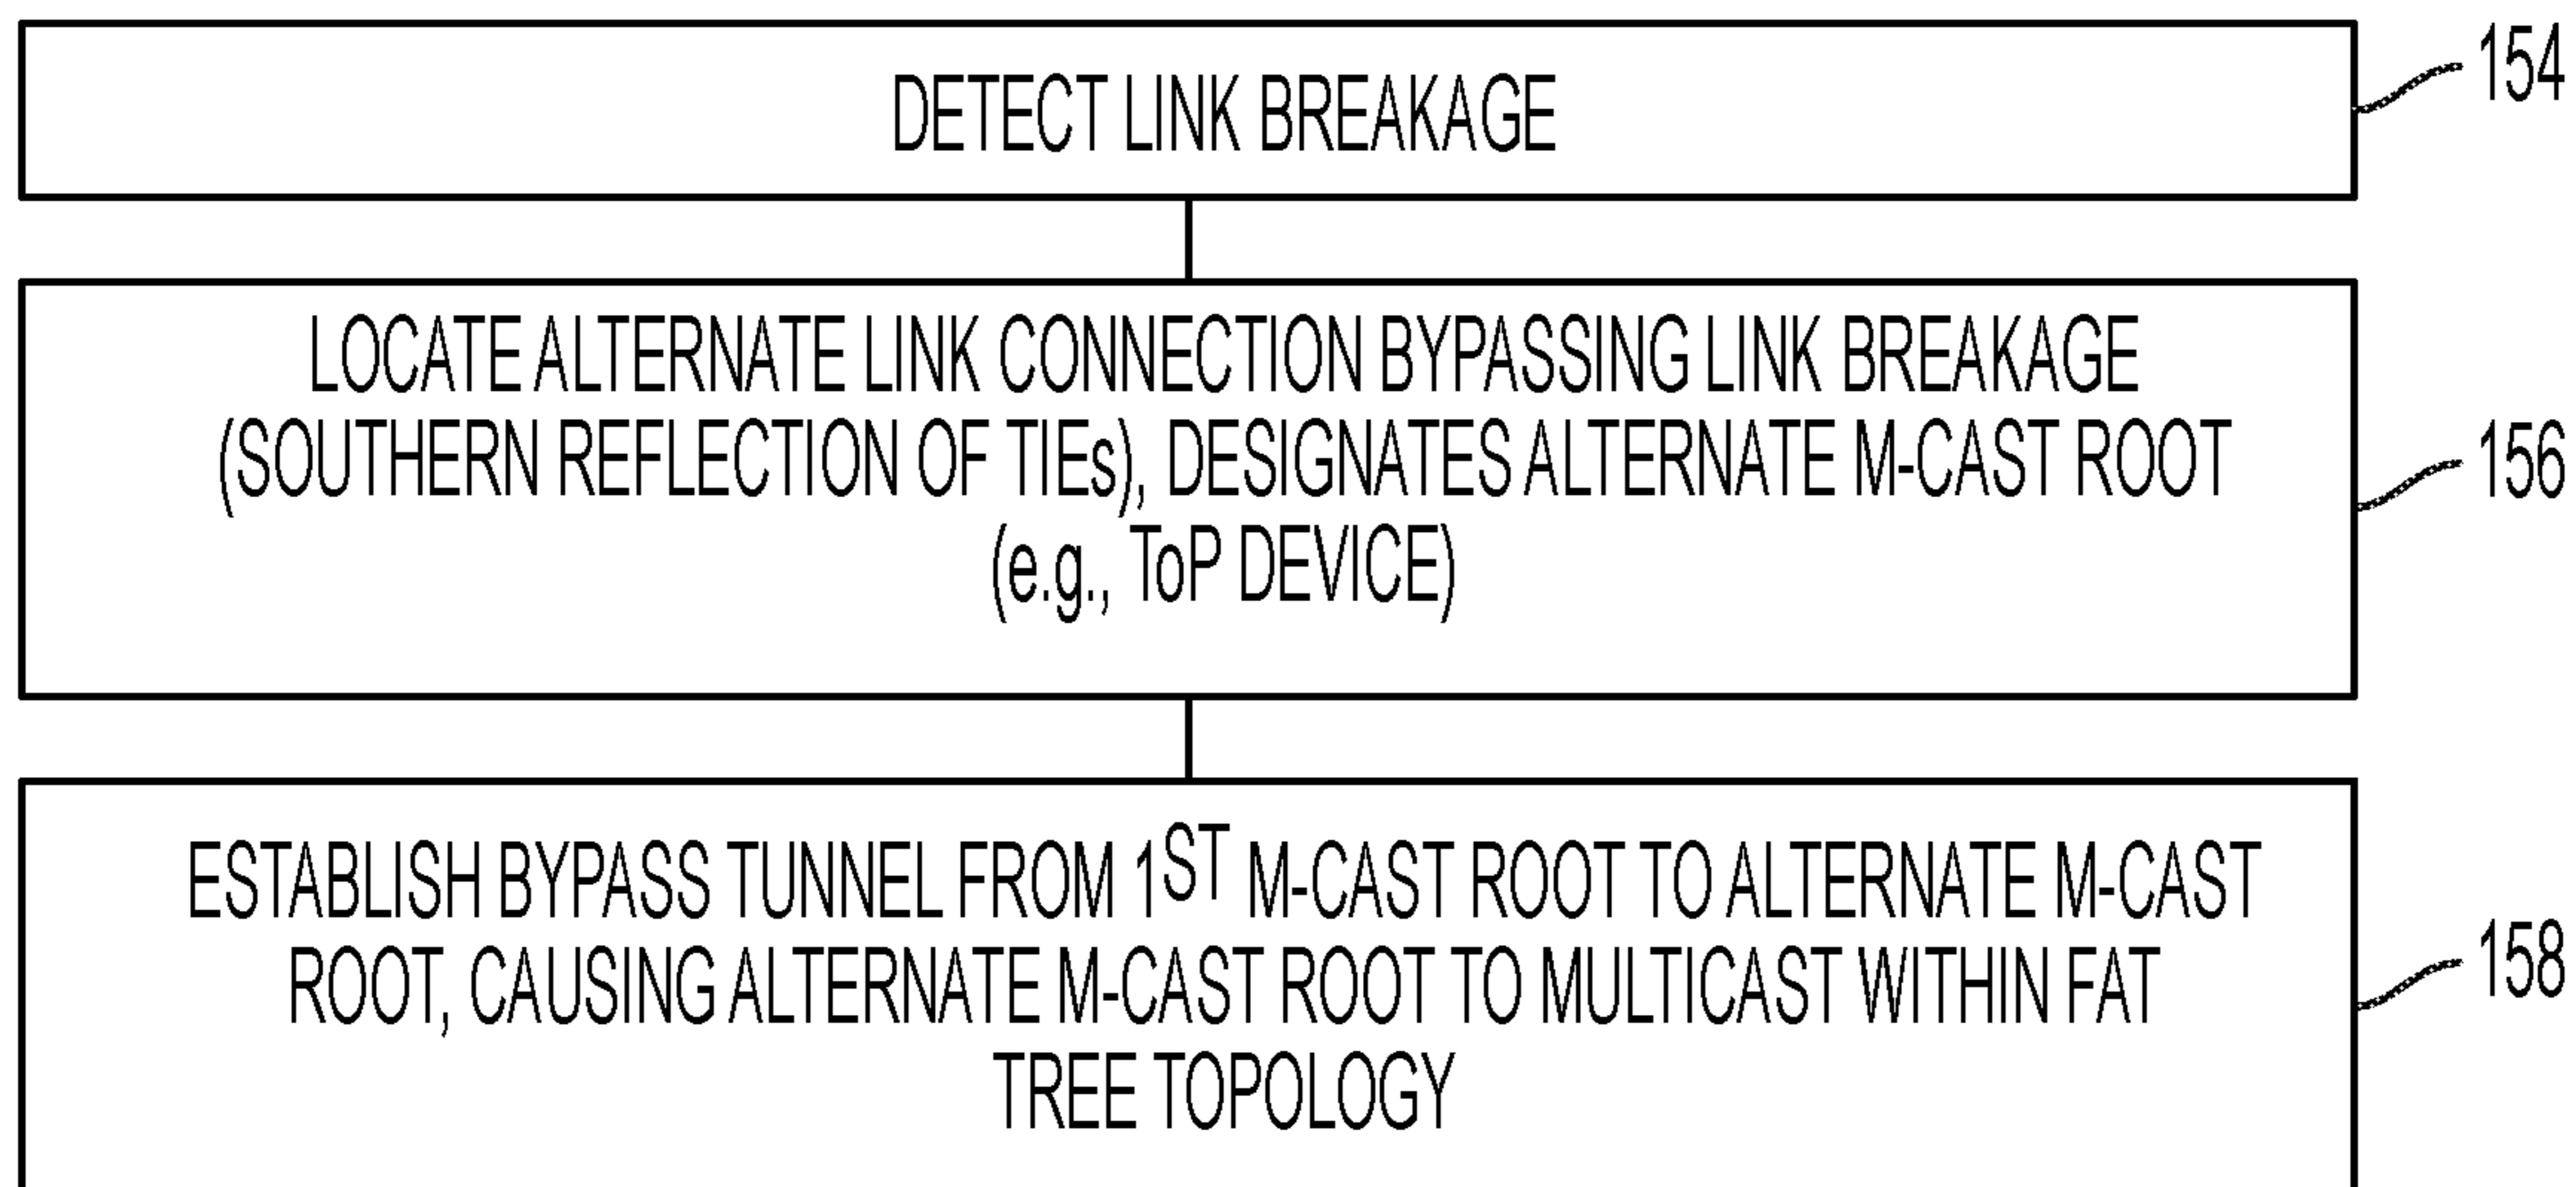 DETECT LINK BREAKAGE
154
LOCATE ALTERNATE LINK CONNECTION BYPASSING LINK BREAKAGE
(SOUTHERN REFLECTION OF TIEs), DESIGNATES ALTERNATE M-CAST ROOT
(e.g., ToP DEVICE)
156
ESTABLISH BYPASS TUNNEL FROM 1ST M-CAST ROOT TO ALTERNATE M-CAST
ROOT, CAUSING ALTERNATE M-CAST ROOT TO MULTICAST WITHIN FAT
TREE TOPOLOGY
158